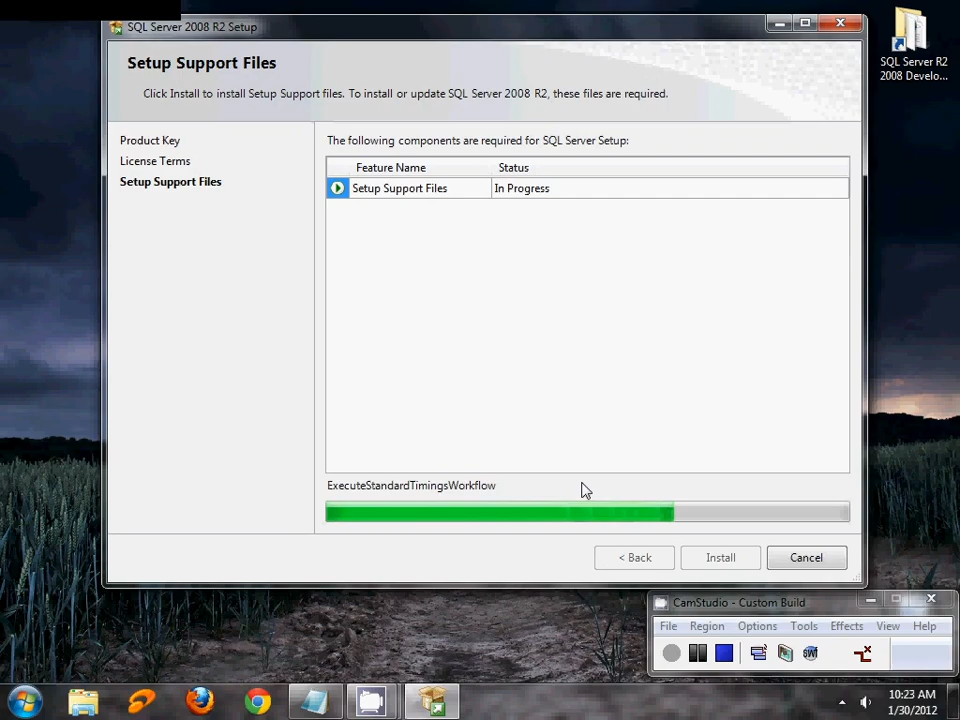 SQL Server 2008 R2 Setup
Setup Support Files
Click Install to install Setup Support files. To install or update SQL Server 2008 R2, these files are required.
Product Key
License Terms
Setup Support Files
The following components are required for SQL Server Setup:
Feature Name Status
Setup Support Files In Progress
ExecuteStandardTimingsWorkflow
< Back Install Cancel
SQL Server R2
2008 Develo...
CamStudio - Custom Build
File Region Options Tools Effects View Help
SWF
10:23 AM
1/30/2012